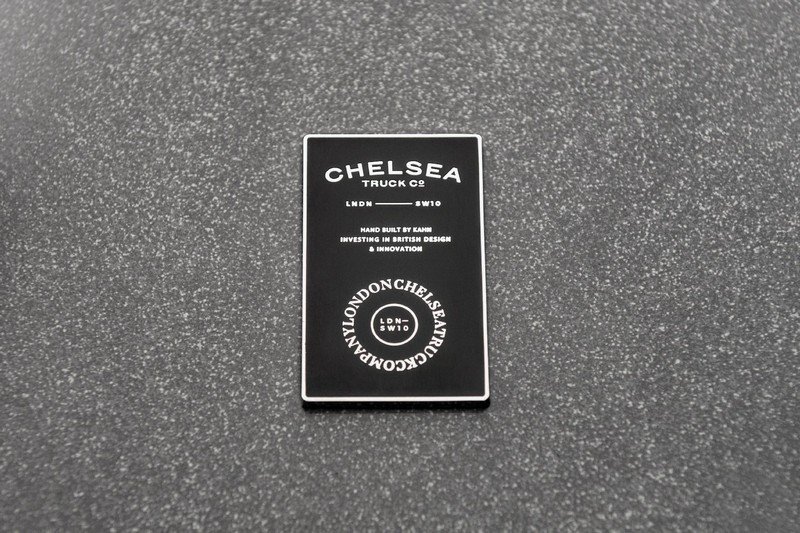 CHELSEA
TRUCK Co
LNDN — SW10
HAND BUILT BY KAHN
INVESTING IN BRITISH DESIGN
& INNOVATION
LONDONCHELSEATRUCKCOMPANY
LDN—
SW10